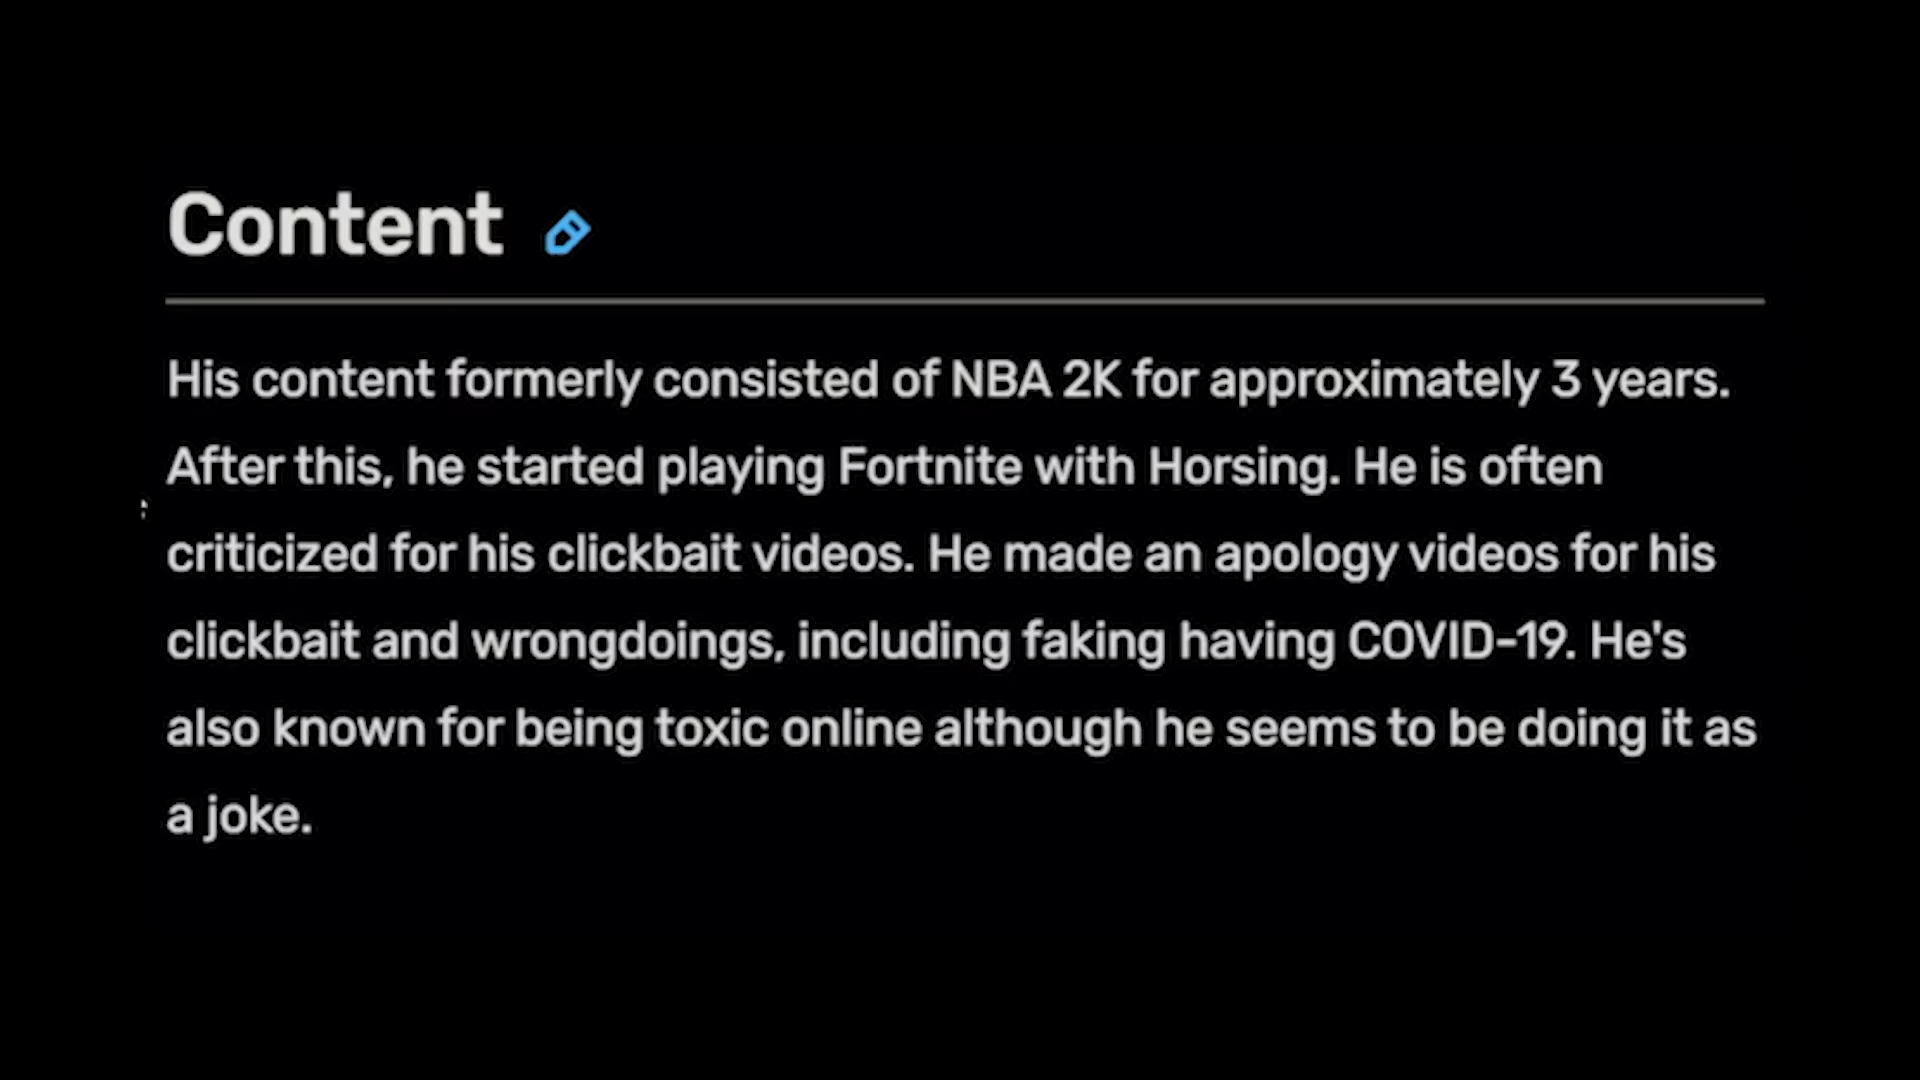 Content
His content formerly consisted of NBA 2K for approximately 3 years.
After this, he started playing Fortnite with Horsing. He is often
criticized for his clickbait videos. He made an apology videos for his
clickbait and wrongdoings, including faking having COVID-19. He's
also known for being toxic online although he seems to be doing it as
a joke.